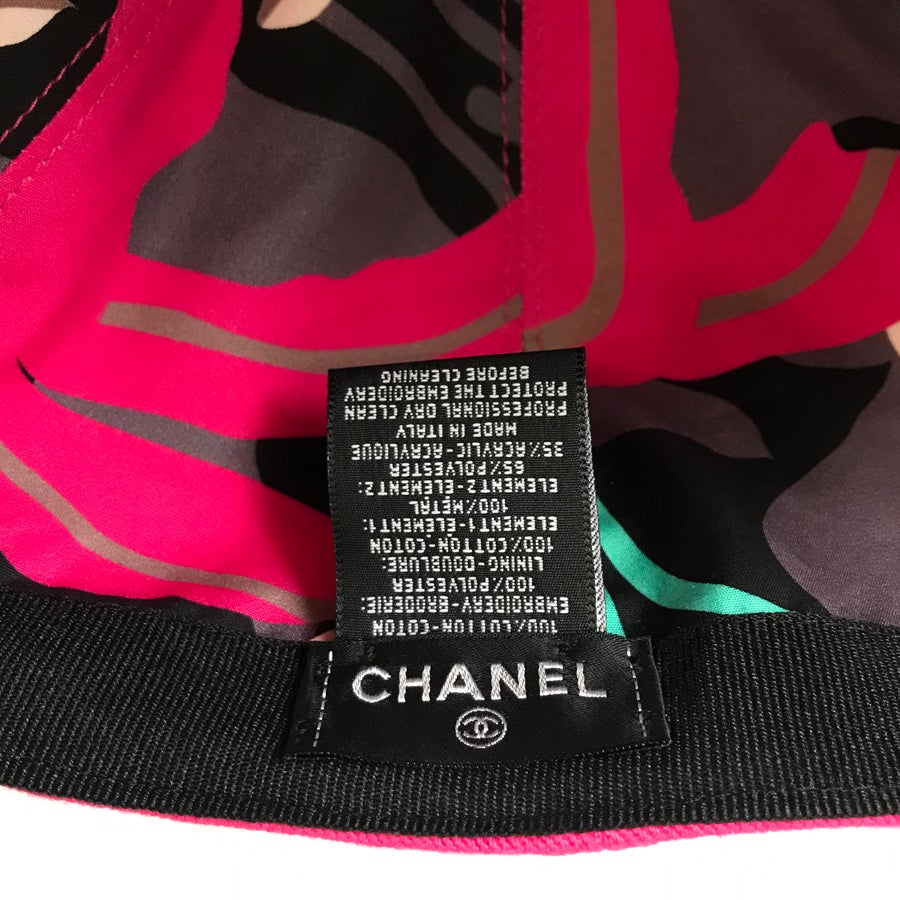 100% COTTON-COTON
EMBROIDERY-BRODERIE:
100% POLYESTER
LINING-DOUBLURE:
100% COTTON-COTON
ELEMENT1-ELEMENT1:
100% METAL
ELEMENT2-ELEMENT2:
65% POLYESTER
35% ACRYLIC-ACRYLIQUE
MADE IN ITALY
PROFESSIONAL DRY CLEAN
PROTECT THE EMBROIDERY
BEFORE CLEANING
CHANEL